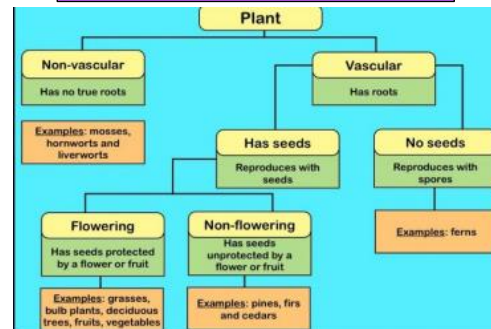 Plant
Non-vascular
Has no true roots
Examples: mosses,
hornworts and
liverworts
Vascular
Has roots
Has seeds
Reproduces with
seeds
No seeds
Reproduces with
spores
Examples: ferns
Flowering
Has seeds protected
by a flower or fruit
Examples: grasses,
bulb plants, deciduous
trees, fruits, vegetables
Non-flowering
Has seeds
unprotected by a
flower or fruit
Examples: pines, firs
and cedars